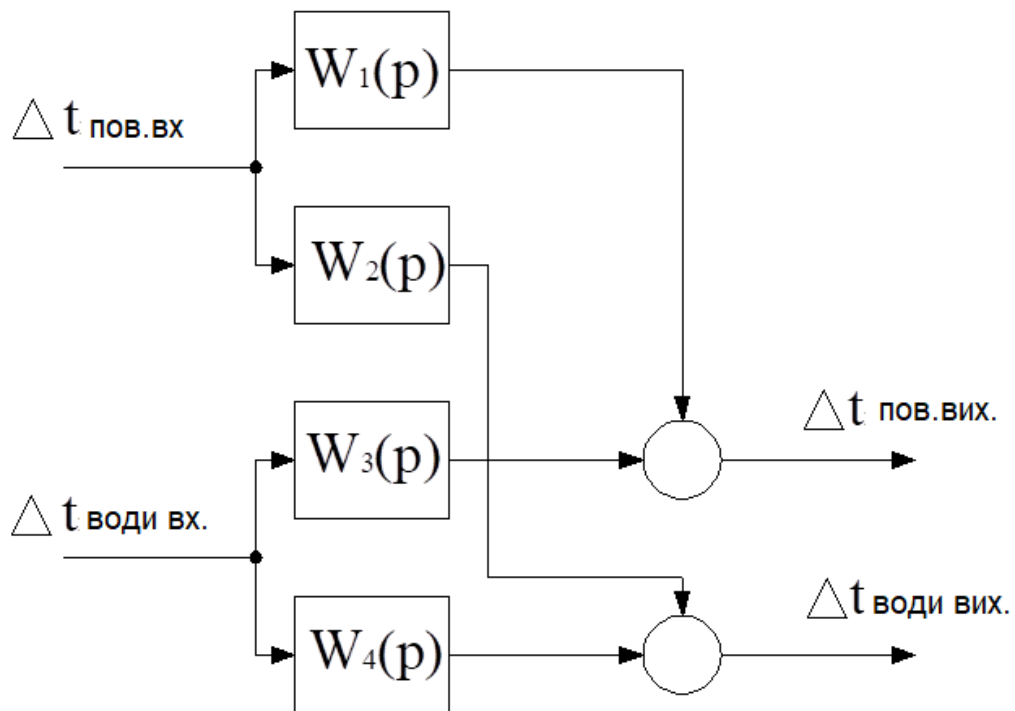 W₁(p)
△ t пов.вх
W₂(p)
△ t пов.вих.
W₃(p)
△ t води вх.
△ t води вих.
W₄(p)